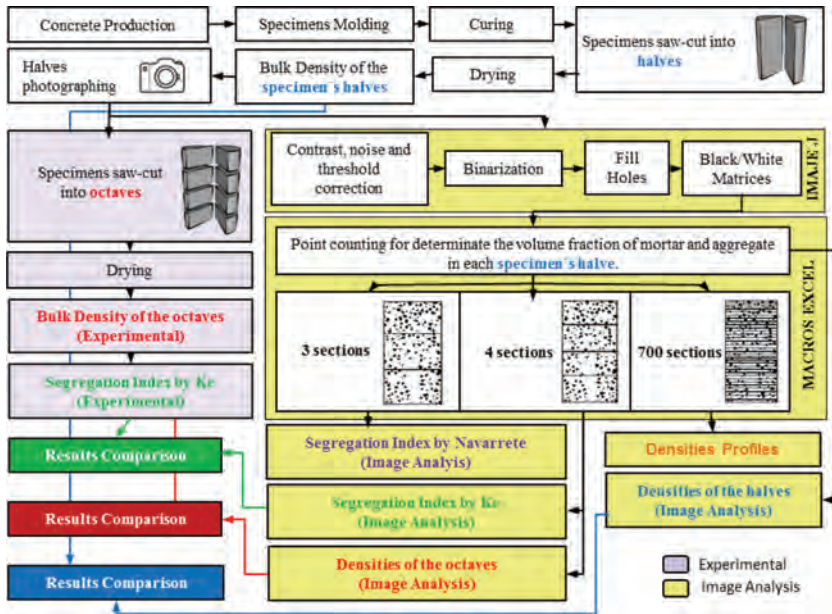 Concrete Production
Specimens Molding
Curing
Specimens saw-cut into
halves
Drying
Bulk Density of the
specimen´s halves
Halves
photographing
Specimens saw-cut
into octaves
Contrast, noise and
threshold
correction
Binarization
Fill
Holes
Black/White
Matrices
IMAJE J
Point counting for determinate the volume fraction of mortar and aggregate
in each specimen´s halve.
3 sections
4 sections
700 sections
MACROS EXCEL
Drying
Bulk Density of the octaves
(Experimental)
Segregation Index by Ke
(Experimental)
Results Comparison
Results Comparison
Results Comparison
Segregation Index by Navarrete
(Image Analysis)
Segregation Index by Ke
(Image Analysis)
Densities of the octaves
(Image Analysis)
Densities Profiles
Densities of the halves
(Image Analysis)
Experimental
Image Analysis